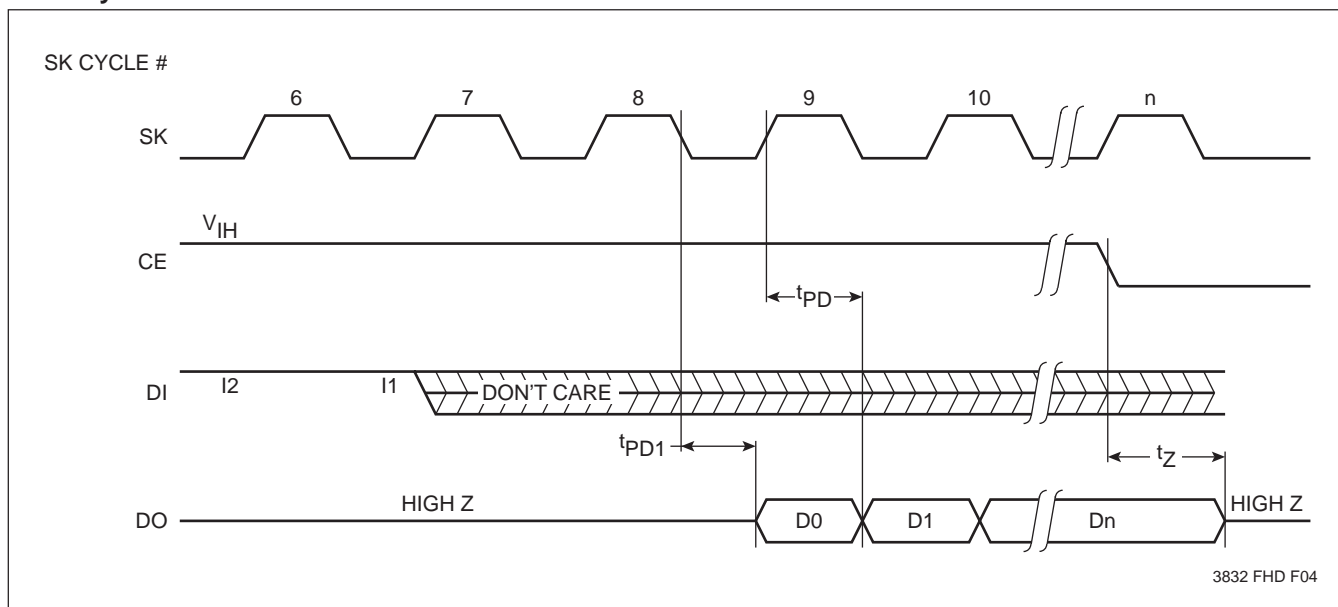 SK CYCLE #
6 7 8 9 10 n
SK
VIH
CE
tPD
DI
I2 I1 DON'T CARE
tPD1
tZ
HIGH Z
HIGH Z
DO
D0 D1 Dn
3832 FHD F04